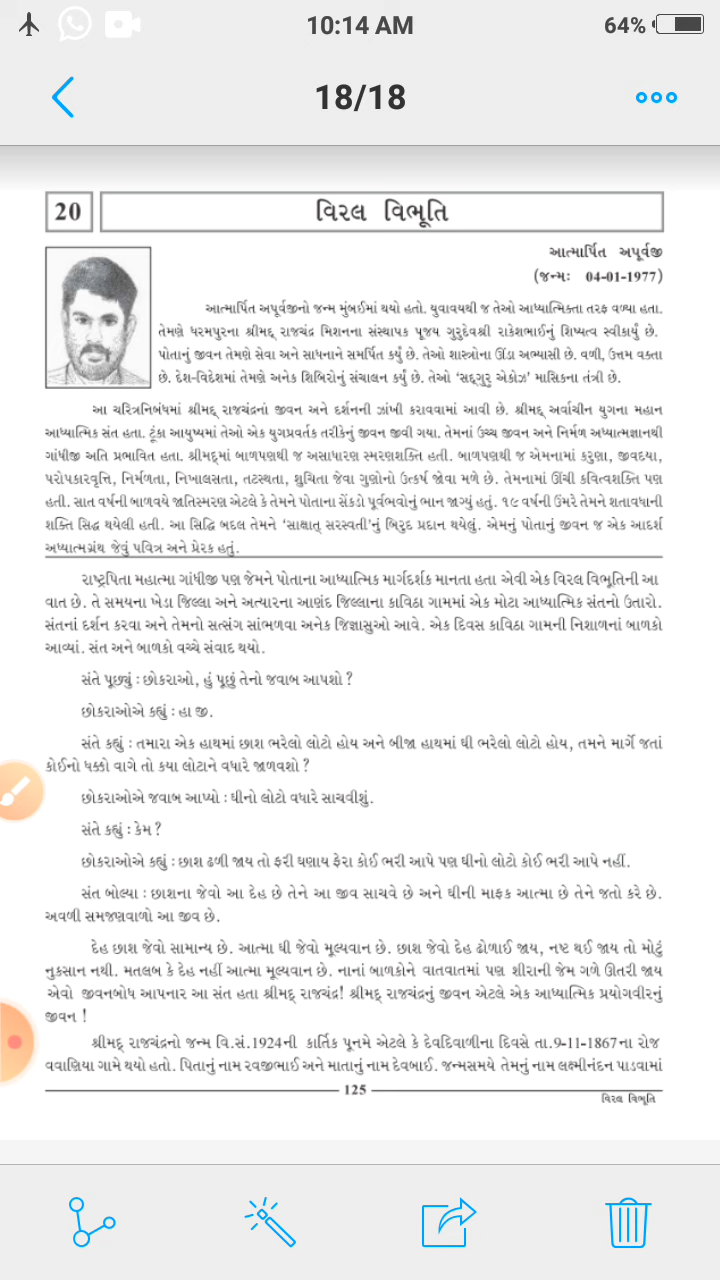 10:14 AM
64%
18/18
20
વિરલ વિભૂતિ
આત્માર્પિત અપૂર્વજી
(જન્મ: 04-01-1977)
આત્માર્પિત અપૂર્વજીનો જન્મ મુંબઈમાં થયો હતો. યુવાવયથી જ તેઓ આધ્યાત્મિક્તા તરફ વળ્યા હતા.
તેમણે ધરમપુરના શ્રીમદ્ રાજચંદ્ર મિશનના સંસ્થાપક પૂજય ગુરુદેવશ્રી રાકેશભાઈનું શિષ્યત્વ સ્વીકાર્યું છે.
પોતાનું જીવન તેમણે સેવા અને સાધનાને સમર્પિત કર્યું છે. તેઓ શાસ્ત્રોના ઊંડા અભ્યાસી છે. વળી, ઉત્તમ વક્તા
છે. દેશ-વિદેશમાં તેમણે અનેક શિબિરોનું સંચાલન કર્યું છે. તેઓ ‘સદ્દગુરુ એકોઝ’ માસિકના તંત્રી છે.
આ ચરિત્રનિબંધમાં શ્રીમદ્ રાજચંદ્રનાં જીવન અને દર્શનની ઝાંખી કરાવવામાં આવી છે. શ્રીમદ્ અર્વાચીન યુગના મહાન
આધ્યાત્મિક સંત હતા. ટૂંકા આયુષ્યમાં તેઓ એક યુગપ્રવર્તક તરીકેનું જીવન જીવી ગયા. તેમનાં ઉચ્ચ જીવન અને નિર્મળ અધ્યાત્મજ્ઞાનથી
ગાંધીજી અતિ પ્રભાવિત હતા. શ્રીમદ્માં બાળપણથી જ અસાધારણ સ્મરણશક્તિ હતી. બાળપણથી જ એમનામાં કરુણા, જીવદયા,
પરોપકારવૃત્તિ, નિર્મળતા, નિખાલસતા, તટસ્થતા, શુચિતા જેવા ગુણોનો ઉત્કર્ષ જોવા મળે છે. તેમનામાં ઊંચી કવિત્વશક્તિ પણ
હતી. સાત વર્ષની બાળવયે જાતિસ્મરણ એટલે કે તેમને પોતાના સેંકડો પૂર્વભવોનું ભાન જાગ્યું હતું. ૧૯ વર્ષની ઉંમરે તેમને શતાવધાની
શક્તિ સિદ્ધ થયેલી હતી. આ સિદ્ધિ બદલ તેમને ‘સાક્ષાત્ સરસ્વતી’નું બિરુદ પ્રદાન થયેલું. એમનું પોતાનું જીવન જ એક આદર્શ
અધ્યાત્મગ્રંથ જેવું પવિત્ર અને પ્રેરક હતું.
રાષ્ટ્રપિતા મહાત્મા ગાંધીજી પણ જેમને પોતાના આધ્યાત્મિક માર્ગદર્શક માનતા હતા એવી એક વિરલ વિભૂતિની આ
વાત છે. તે સમયના ખેડા જિલ્લા અને અત્યારના આણંદ જિલ્લાના કાવિઠા ગામમાં એક મોટા આધ્યાત્મિક સંતનો ઉતારો.
સંતનાં દર્શન કરવા અને તેમનો સત્સંગ સાંભળવા અનેક જિજ્ઞાસુઓ આવે. એક દિવસ કાવિઠા ગામની નિશાળનાં બાળકો
આવ્યાં. સંત અને બાળકો વચ્ચે સંવાદ થયો.
સંતે પૂછ્યું : છોકરાઓ, હું પૂછું તેનો જવાબ આપશો ?
છોકરાઓએ કહ્યું : હા જી.
સંતે કહ્યું : તમારા એક હાથમાં છાશ ભરેલો લોટો હોય અને બીજા હાથમાં ઘી ભરેલો લોટો હોય, તમને માર્ગે જતાં
કોઈનો ધક્કો વાગે તો કયા લોટાને વધારે જાળવશો ?
છોકરાઓએ જવાબ આપ્યો : ઘીનો લોટો વધારે સાચવીશું.
સંતે કહ્યું : કેમ ?
છોકરાઓએ કહ્યું : છાશ ઢળી જાય તો ફરી ઘણાય ફેરા કોઈ ભરી આપે પણ ઘીનો લોટો કોઈ ભરી આપે નહીં.
સંત બોલ્યા : છાશના જેવો આ દેહ છે તેને આ જીવ સાચવે છે અને ઘીની માફક આત્મા છે તેને જતો કરે છે.
અવળી સમજણવાળો આ જીવ છે.
દેહ છાશ જેવો સામાન્ય છે. આત્મા ઘી જેવો મૂલ્યવાન છે. છાશ જેવો દેહ ઢોળાઈ જાય, નષ્ટ થઈ જાય તો મોટું
નુકસાન નથી. મતલબ કે દેહ નહીં આત્મા મૂલ્યવાન છે. નાનાં બાળકોને વાતવાતમાં પણ શીરાની જેમ ગળે ઊતરી જાય
એવો જીવનબોધ આપનાર આ સંત હતા શ્રીમદ્ રાજચંદ્ર! શ્રીમદ્ રાજચંદ્રનું જીવન એટલે એક આધ્યાત્મિક પ્રયોગવીરનું
જીવન !
શ્રીમદ્ રાજચંદ્રનો જન્મ વિ.સં.1924ની કાર્તિક પૂનમે એટલે કે દેવદિવાળીના દિવસે તા.9-11-1867ના રોજ
વવાણિયા ગામે થયો હતો. પિતાનું નામ રવજીભાઈ અને માતાનું નામ દેવબાઈ. જન્મસમયે તેમનું નામ લક્ષ્મીનંદન પાડવામાં
125
વિરલ વિભૂતિ